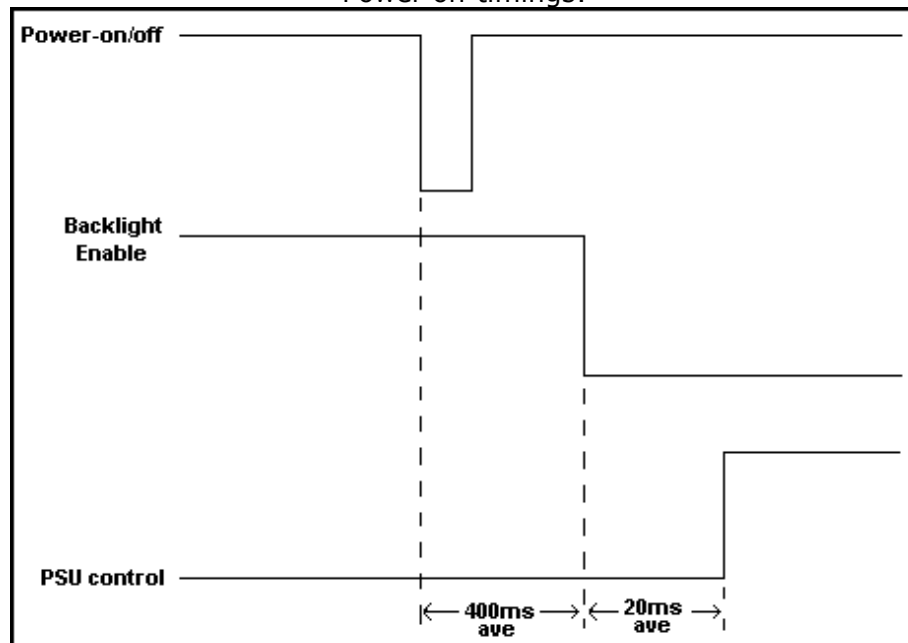 Power on timings.
Power-on/off
Backlight
Enable
PSU control
400ms
ave
20ms
ave